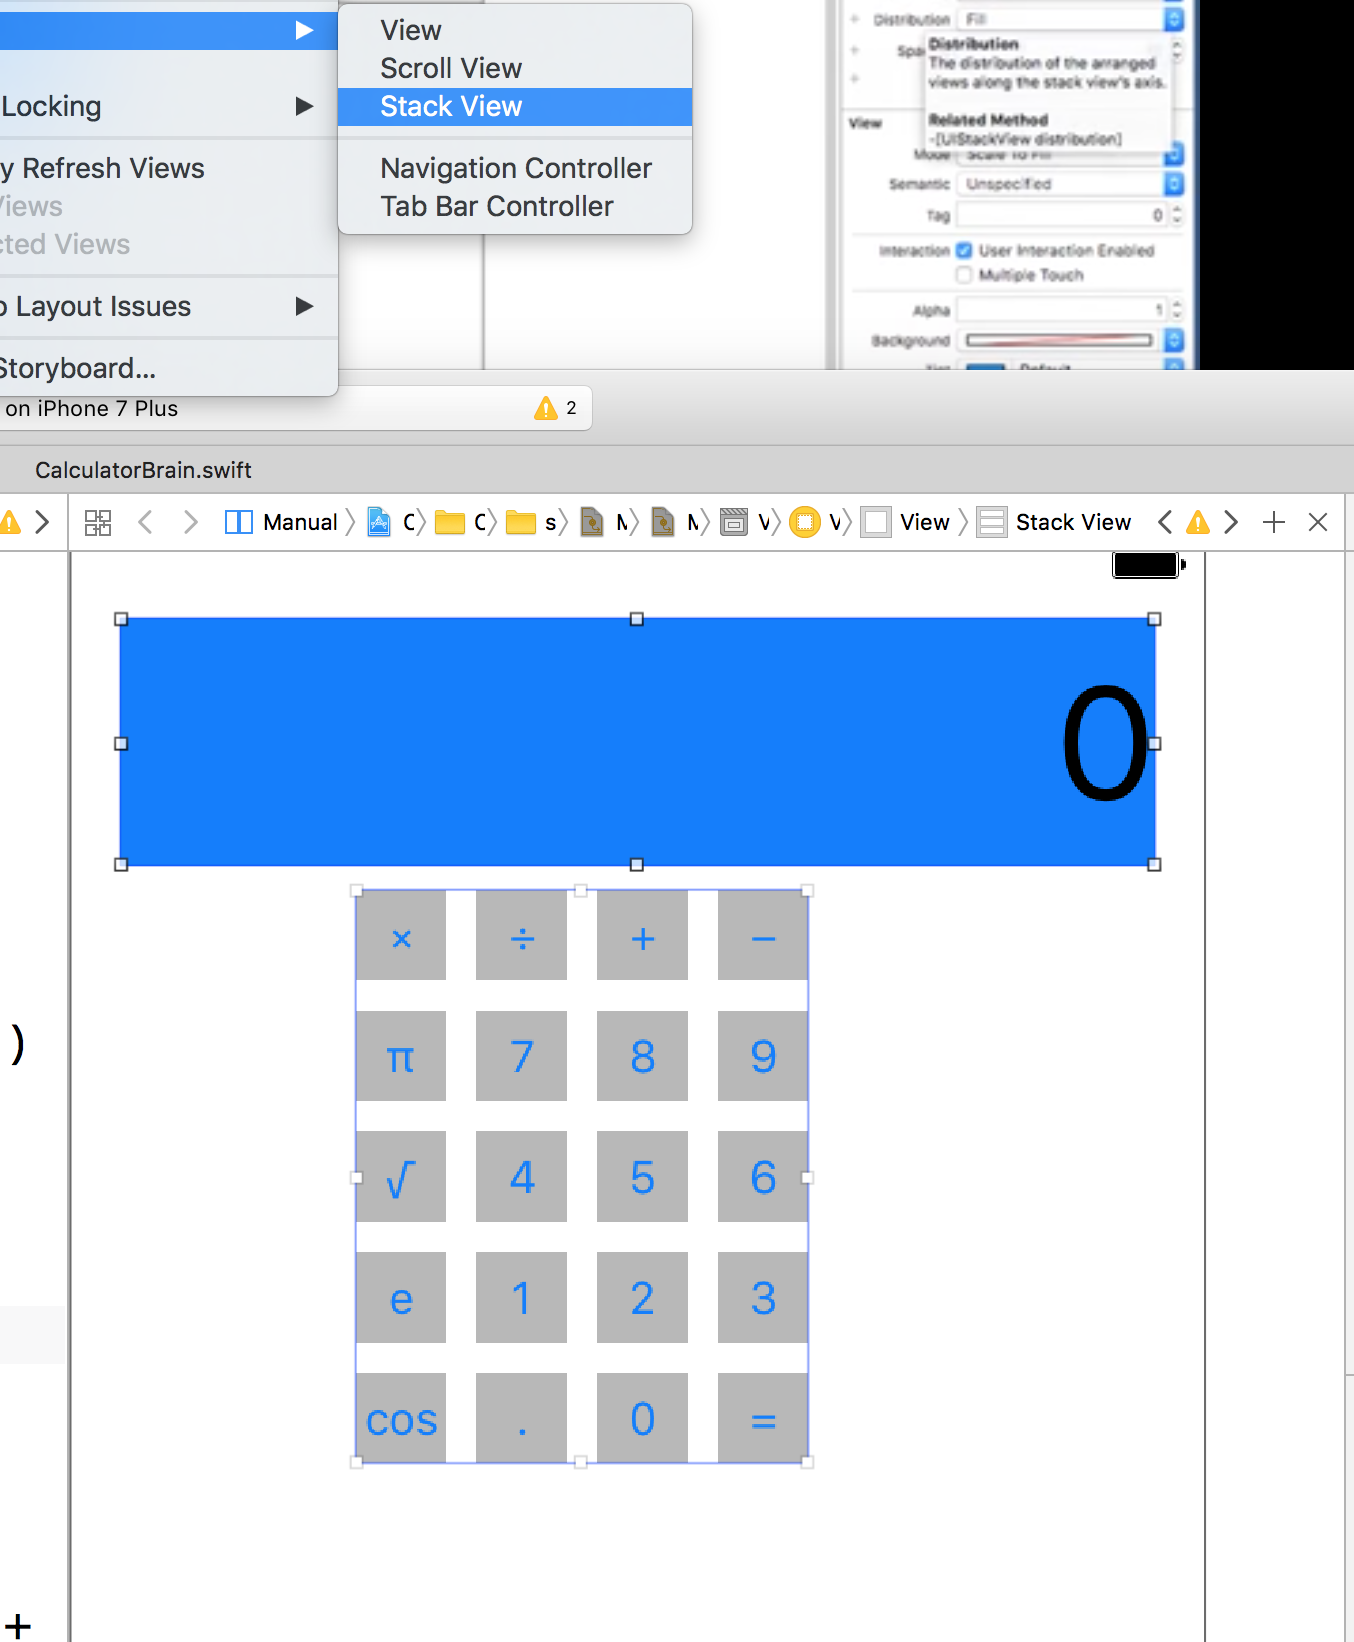 View
Scroll View
Stack View
Navigation Controller
Tab Bar Controller
Locking
y Refresh Views
Views
cted Views
Layout Issues
Storyboard...
Distribution Fill
Spa
Distribution
The distribution of the arranged
views along the stack view's axis.
Related Method
-[UIStackView distribution]
View
Mode Scale To Fill
Semantic Unspecified
Tag 0
Interaction User Interaction Enabled
Multiple Touch
Alpha 1
Background
Tint Default
on iPhone 7 Plus 2
CalculatorBrain.swift
Manual C C s M M V V View Stack View
0
× ÷ + −
π 7 8 9
√ 4 5 6
e 1 2 3
cos . 0 =
)
+